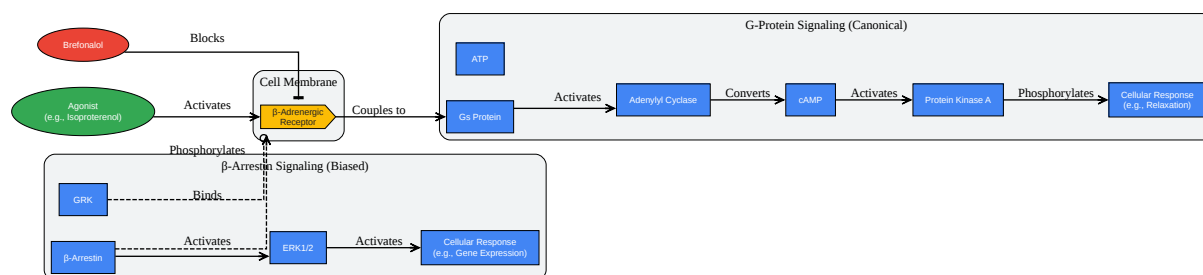 G-Protein Signaling (Canonical)
Brefonalol
Blocks
ATP
Cell Membrane
Agonist
(e.g., Isoproterenol)
Activates
β-Adrenergic
Receptor
Couples to
Gs Protein
Activates
Adenylyl Cyclase
Converts
cAMP
Activates
Protein Kinase A
Phosphorylates
Cellular Response
(e.g., Relaxation)
Phosphorylates
β-Arrestin Signaling (Biased)
GRK
Binds
β-Arrestin
Activates
ERK1/2
Activates
Cellular Response
(e.g., Gene Expression)